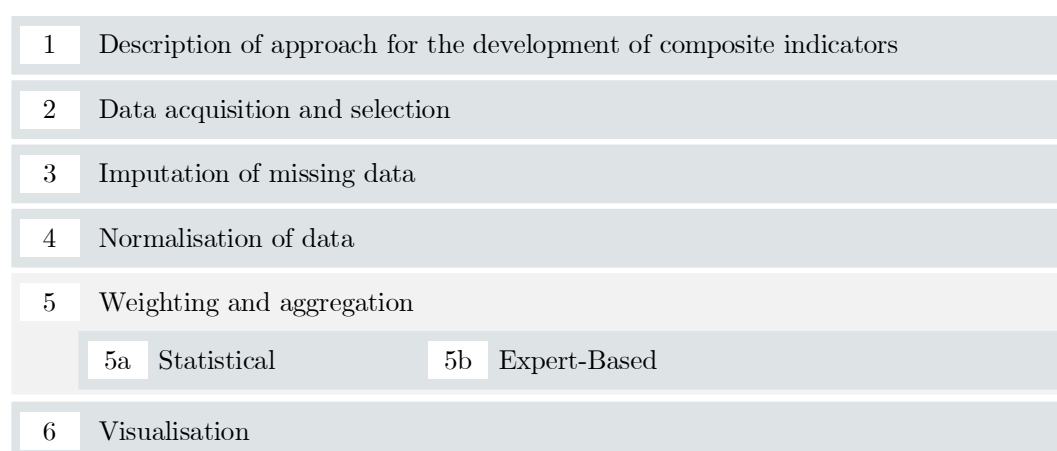 1 Description of approach for the development of composite indicators
2 Data acquisition and selection
3 Imputation of missing data
4 Normalisation of data
5 Weighting and aggregation
5a Statistical 5b Expert-Based
6 Visualisation